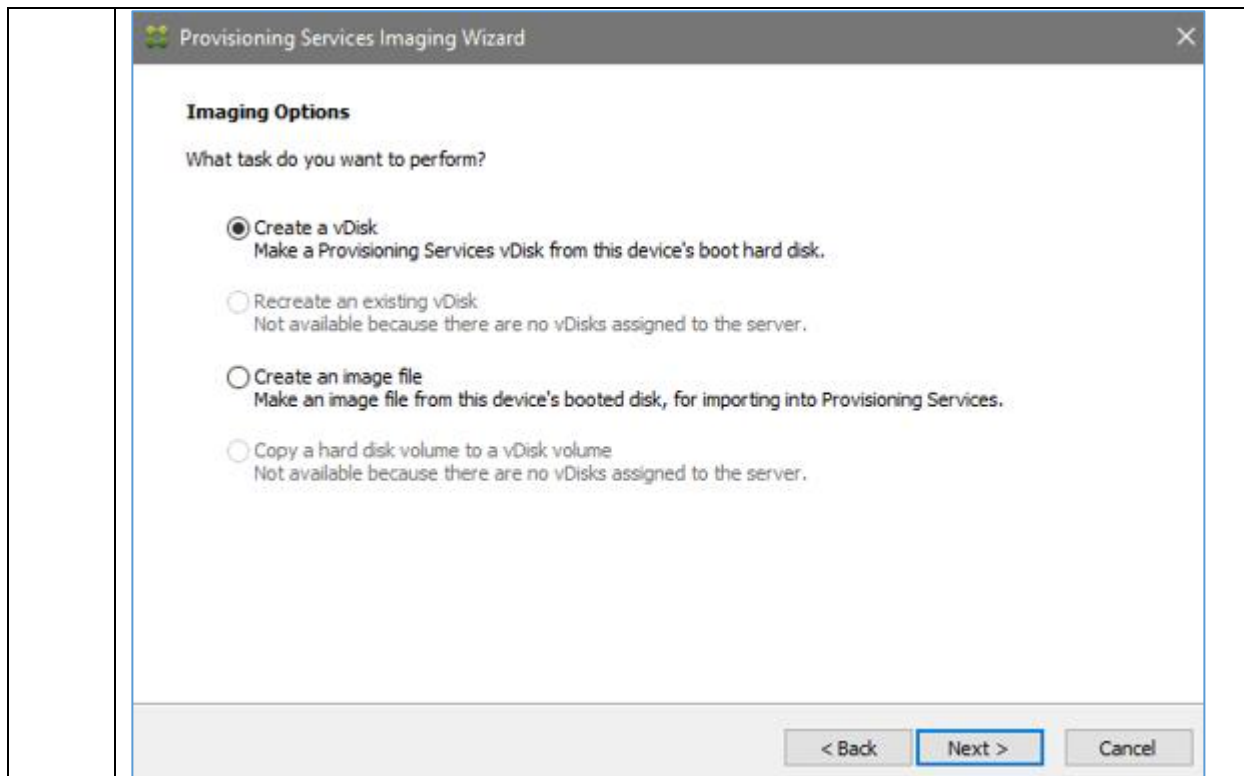 Provisioning Services Imaging Wizard
Imaging Options
What task do you want to perform?
Create a vDisk
Make a Provisioning Services vDisk from this device's boot hard disk.
Recreate an existing vDisk
Not available because there are no vDisks assigned to the server.
Create an image file
Make an image file from this device's booted disk, for importing into Provisioning Services.
Copy a hard disk volume to a vDisk volume
Not available because there are no vDisks assigned to the server.
< Back Next > Cancel